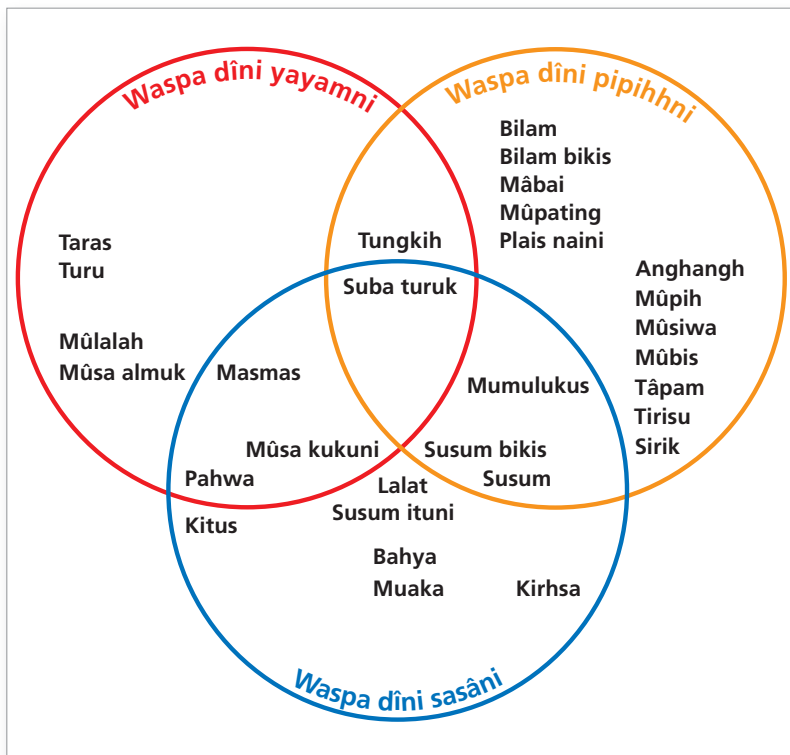 Waspa dîni yayamni
Waspa dîni pipihhni
Bilam
Bilam bikis
Mâbai
Mûpating
Plais naini
Taras
Turu
Tungkih
Anghangh
Mûpih
Mûsiwa
Mûbis
Tâpam
Tirisu
Sirik
Suba turuk
Mûlalah
Mûsa almuk
Masmas
Mumulukus
Mûsa kukuni
Susum bikis
Pahwa
Lalat
Susum
Kitus
Susum ituni
Bahya
Muaka
Kirhsa
Waspa dîni sasâni